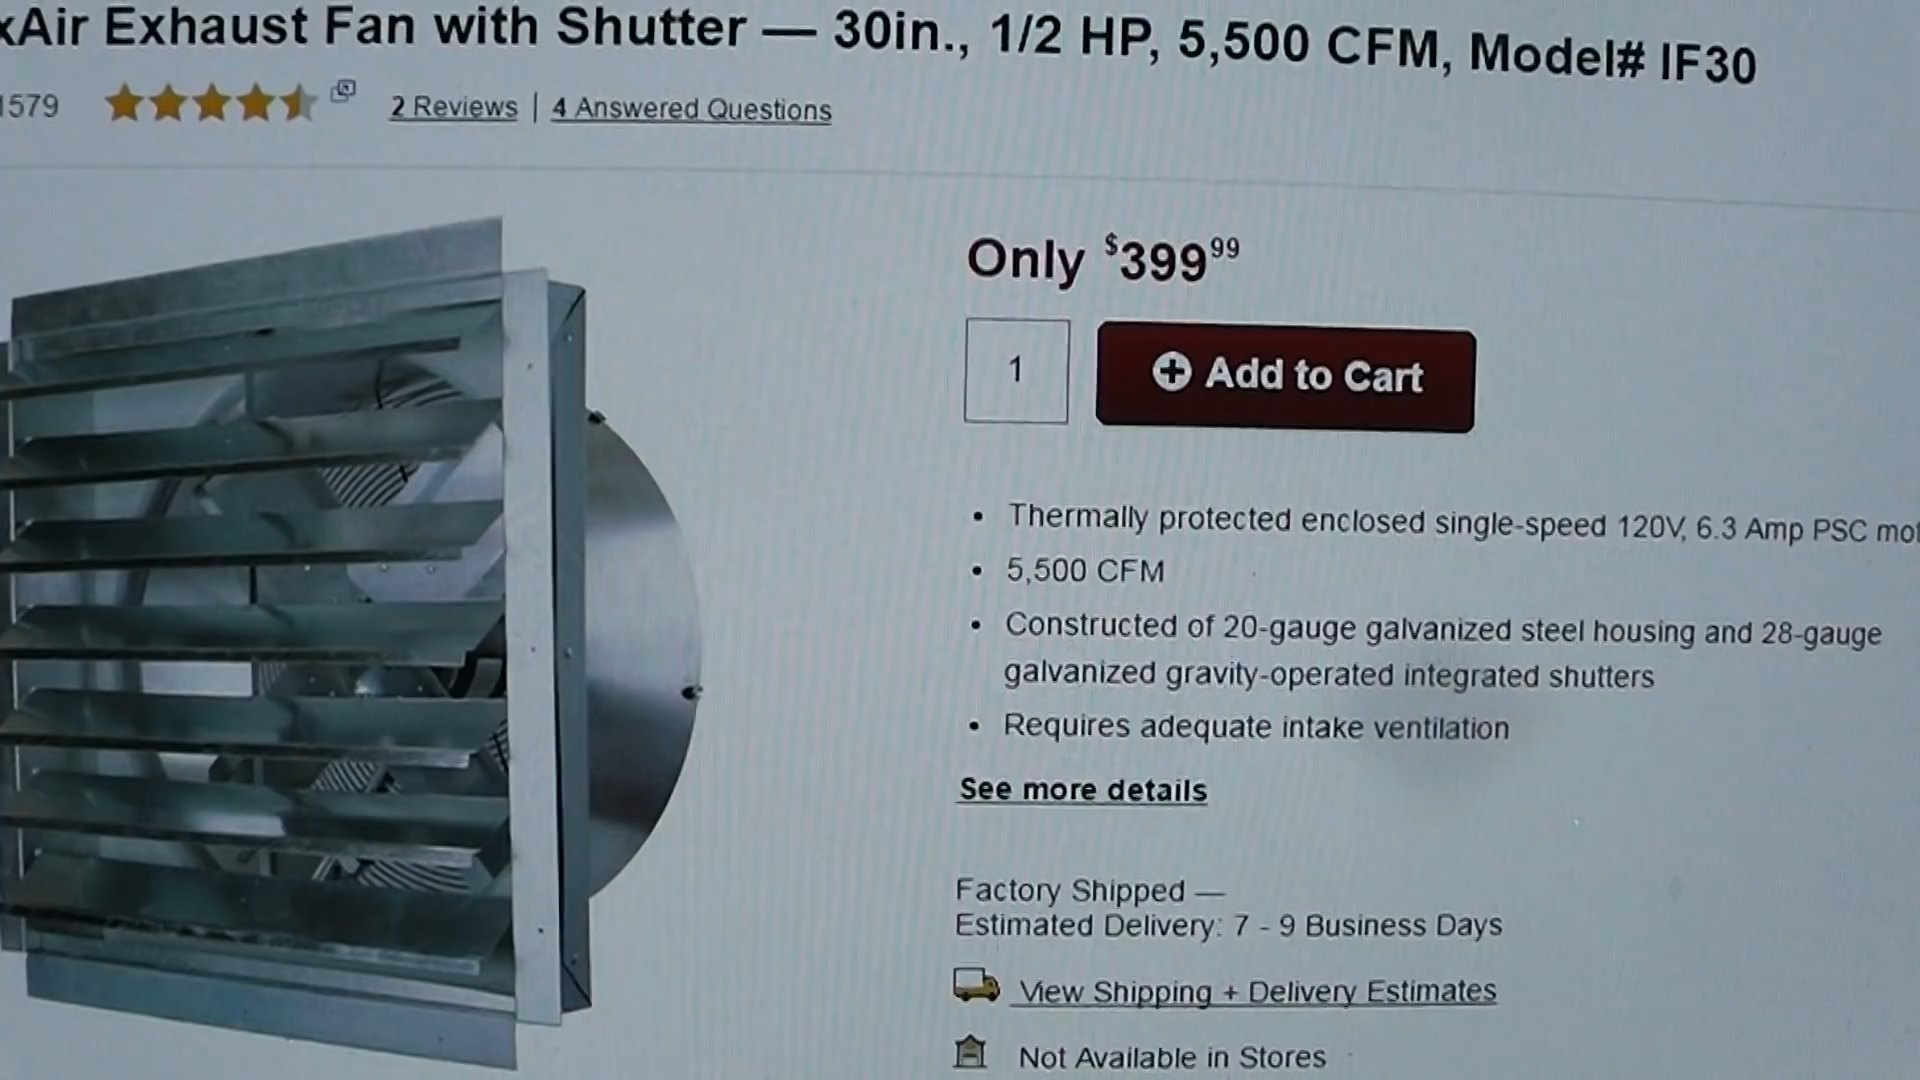 xAir Exhaust Fan with Shutter — 30in., 1/2 HP, 5,500 CFM, Model# IF30
1579 2 Reviews | 4 Answered Questions
Only $399.99
1 Add to Cart
• Thermally protected enclosed single-speed 120V, 6.3 Amp PSC mot
• 5,500 CFM
• Constructed of 20-gauge galvanized steel housing and 28-gauge
galvanized gravity-operated integrated shutters
• Requires adequate intake ventilation
See more details
Factory Shipped —
Estimated Delivery: 7 - 9 Business Days
View Shipping + Delivery Estimates
Not Available in Stores